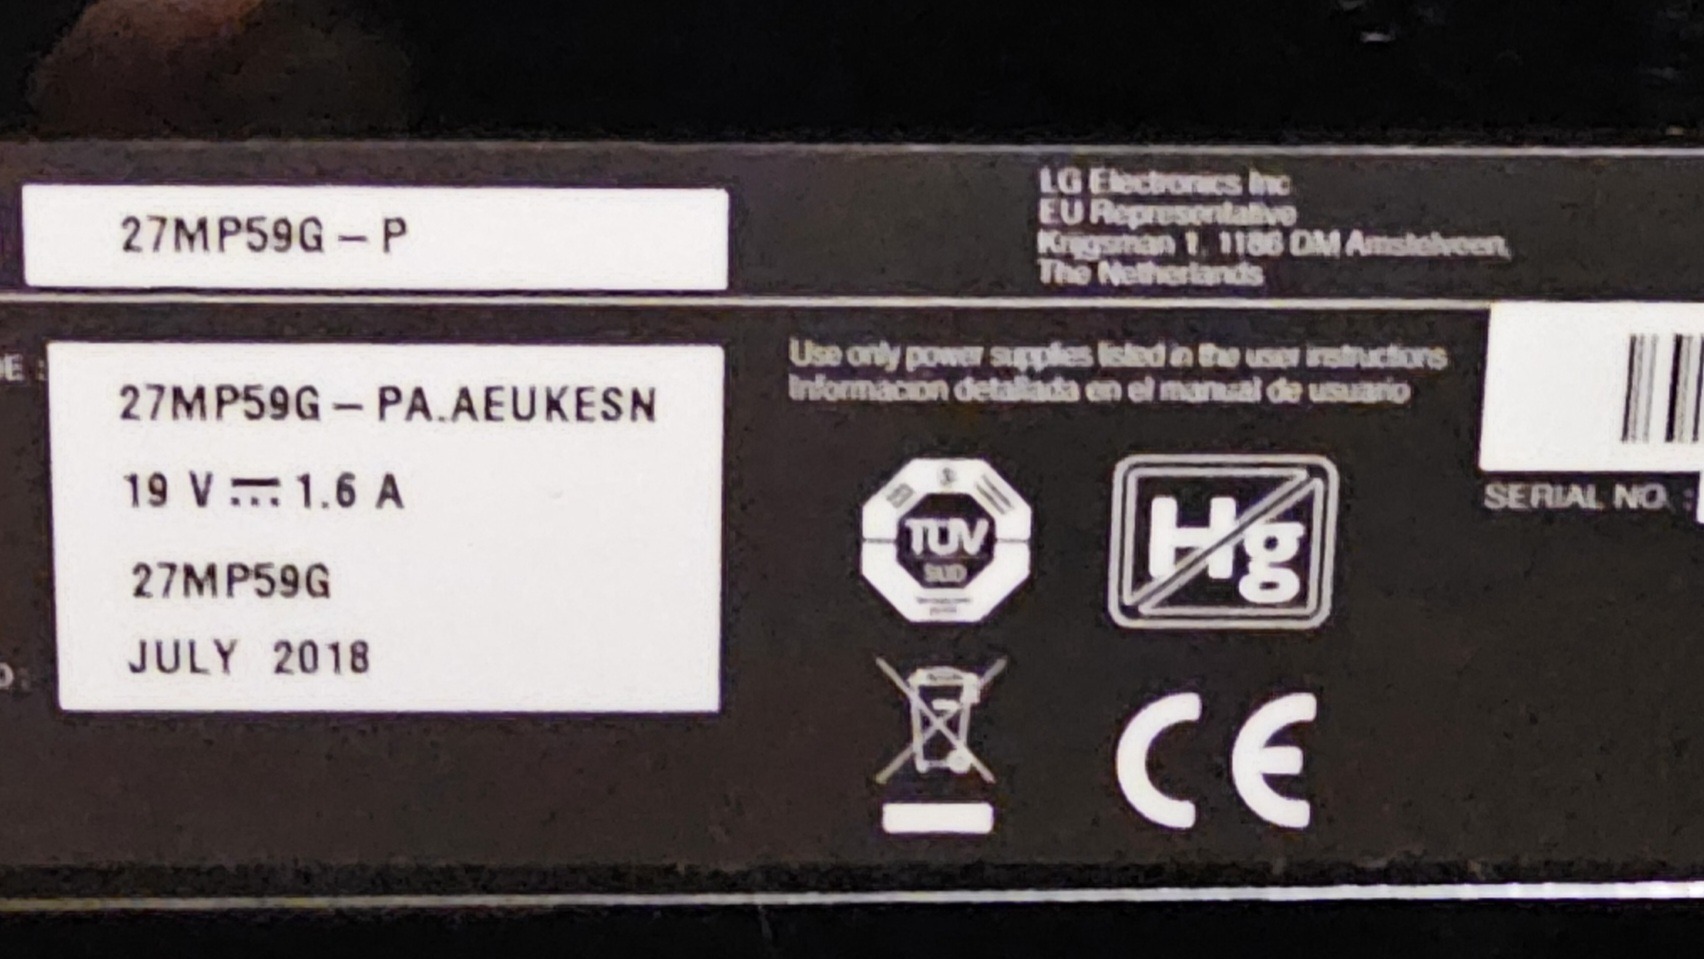 27MP59G – P
LG Electronics Inc
EU Representative
Krijgsman 1, 1186 DM Amstelveen,
The Netherlands
27MP59G – PA.AEUKESN
19 V ⎓ 1.6 A
27MP59G
JULY 2018
Use only power supplies listed in the user instructions
Informacion detallada en el manual de usuario
TÜV
SÜD
Hg
CE
SERIAL NO. :